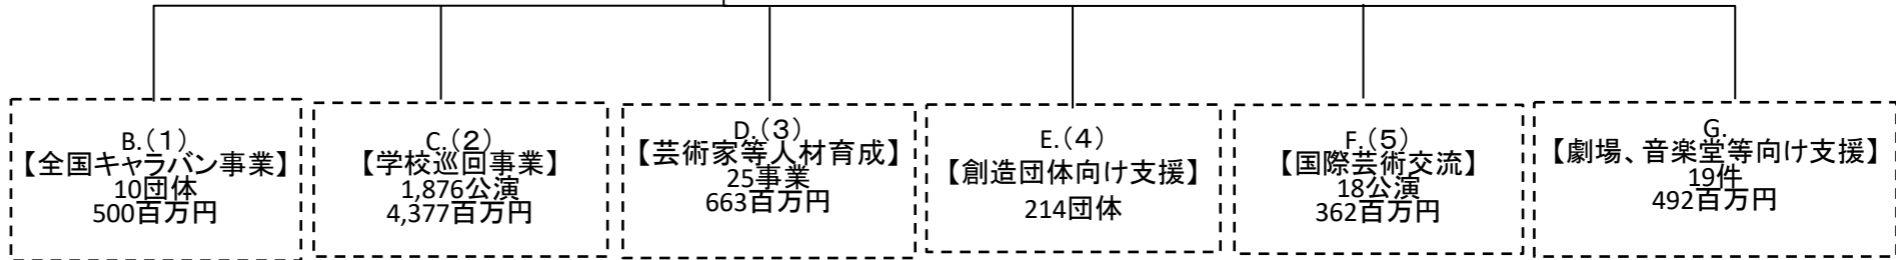 B.(1)
【全国キャラバン事業】
10団体
500百万円
C.(2)
【学校巡回事業】
1,876公演
4,377百万円
D.(3)
【芸術家等人材育成】
25事業
663百万円
E.(4)
【創造団体向け支援】
214団体
F.(5)
【国際芸術交流】
18公演
362百万円
G.
【劇場、音楽堂等向け支援】
19件
492百万円